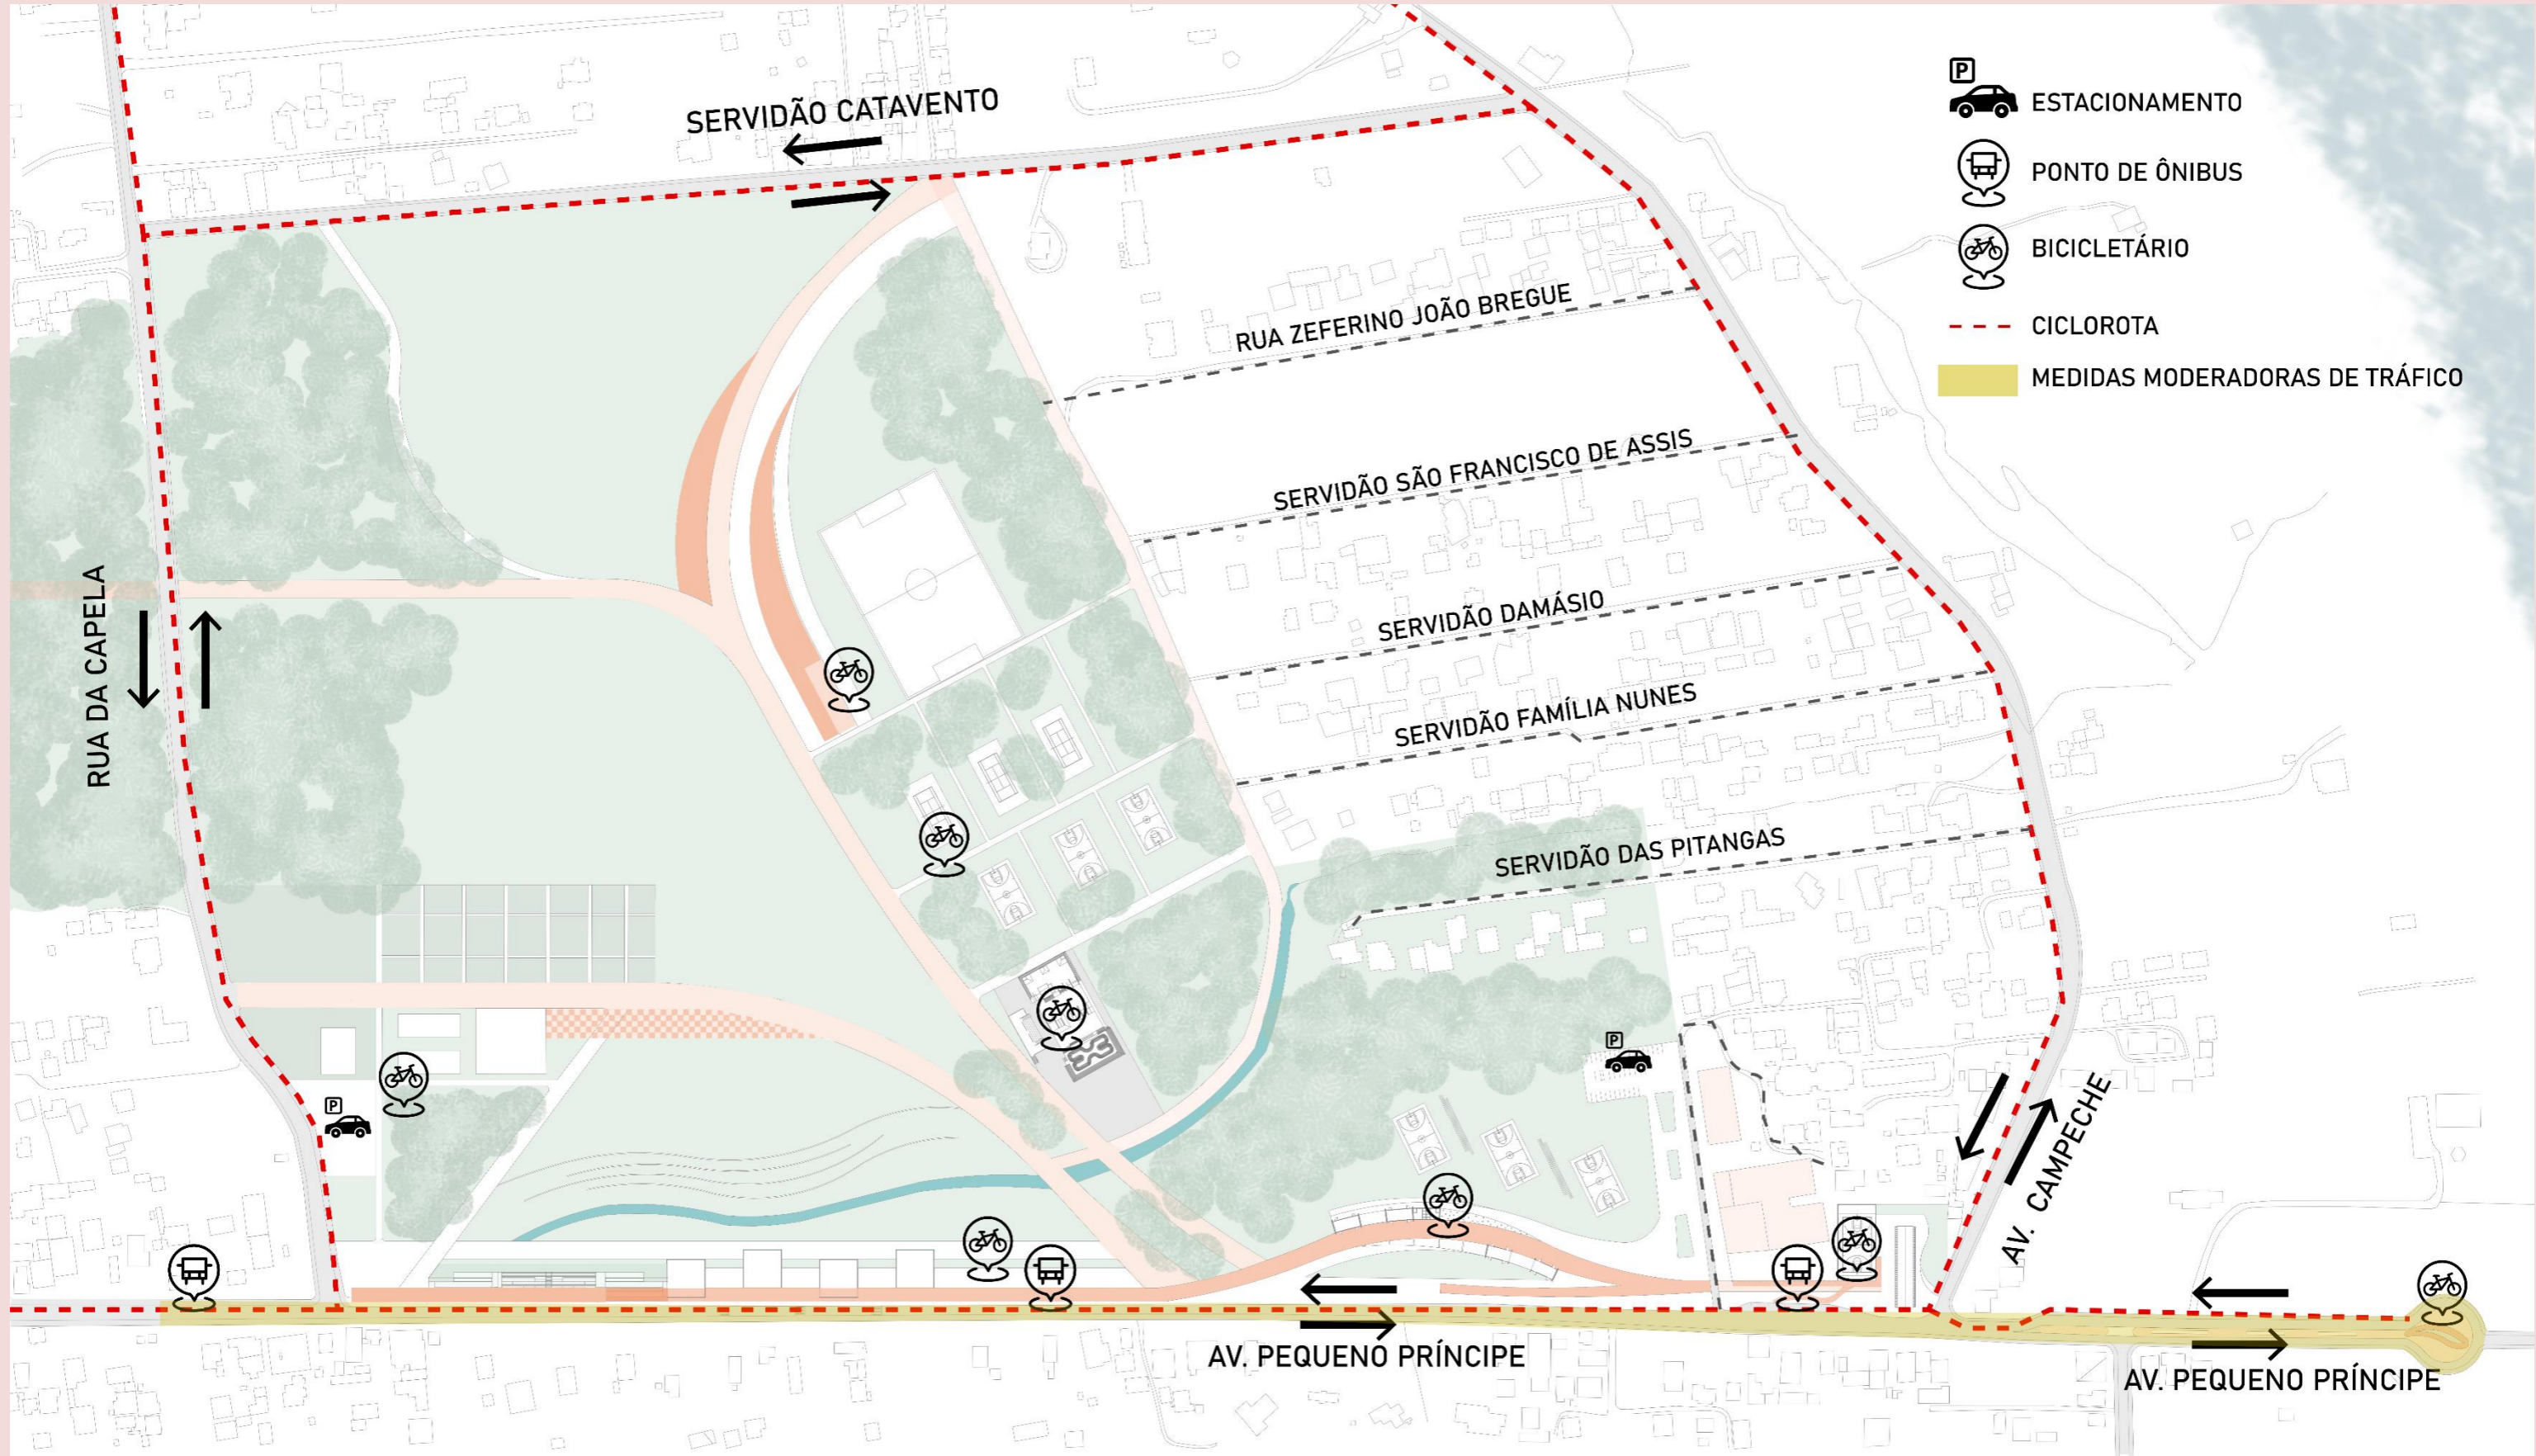 SERVIDÃO CATAVENTO
P
ESTACIONAMENTO
PONTO DE ÔNIBUS
BICICLETÁRIO
CICLOROTA
MEDIDAS MODERADORAS DE TRÁFICO
RUA ZEFERINO JOÃO BREGUE
SERVIDÃO SÃO FRANCISCO DE ASSIS
RUA DA CAPELA
SERVIDÃO DAMÁSIO
SERVIDÃO FAMÍLIA NUNES
SERVIDÃO DAS PITANGAS
P
P
AV. CAMPECHE
AV. PEQUENO PRÍNCIPE
AV. PEQUENO PRÍNCIPE